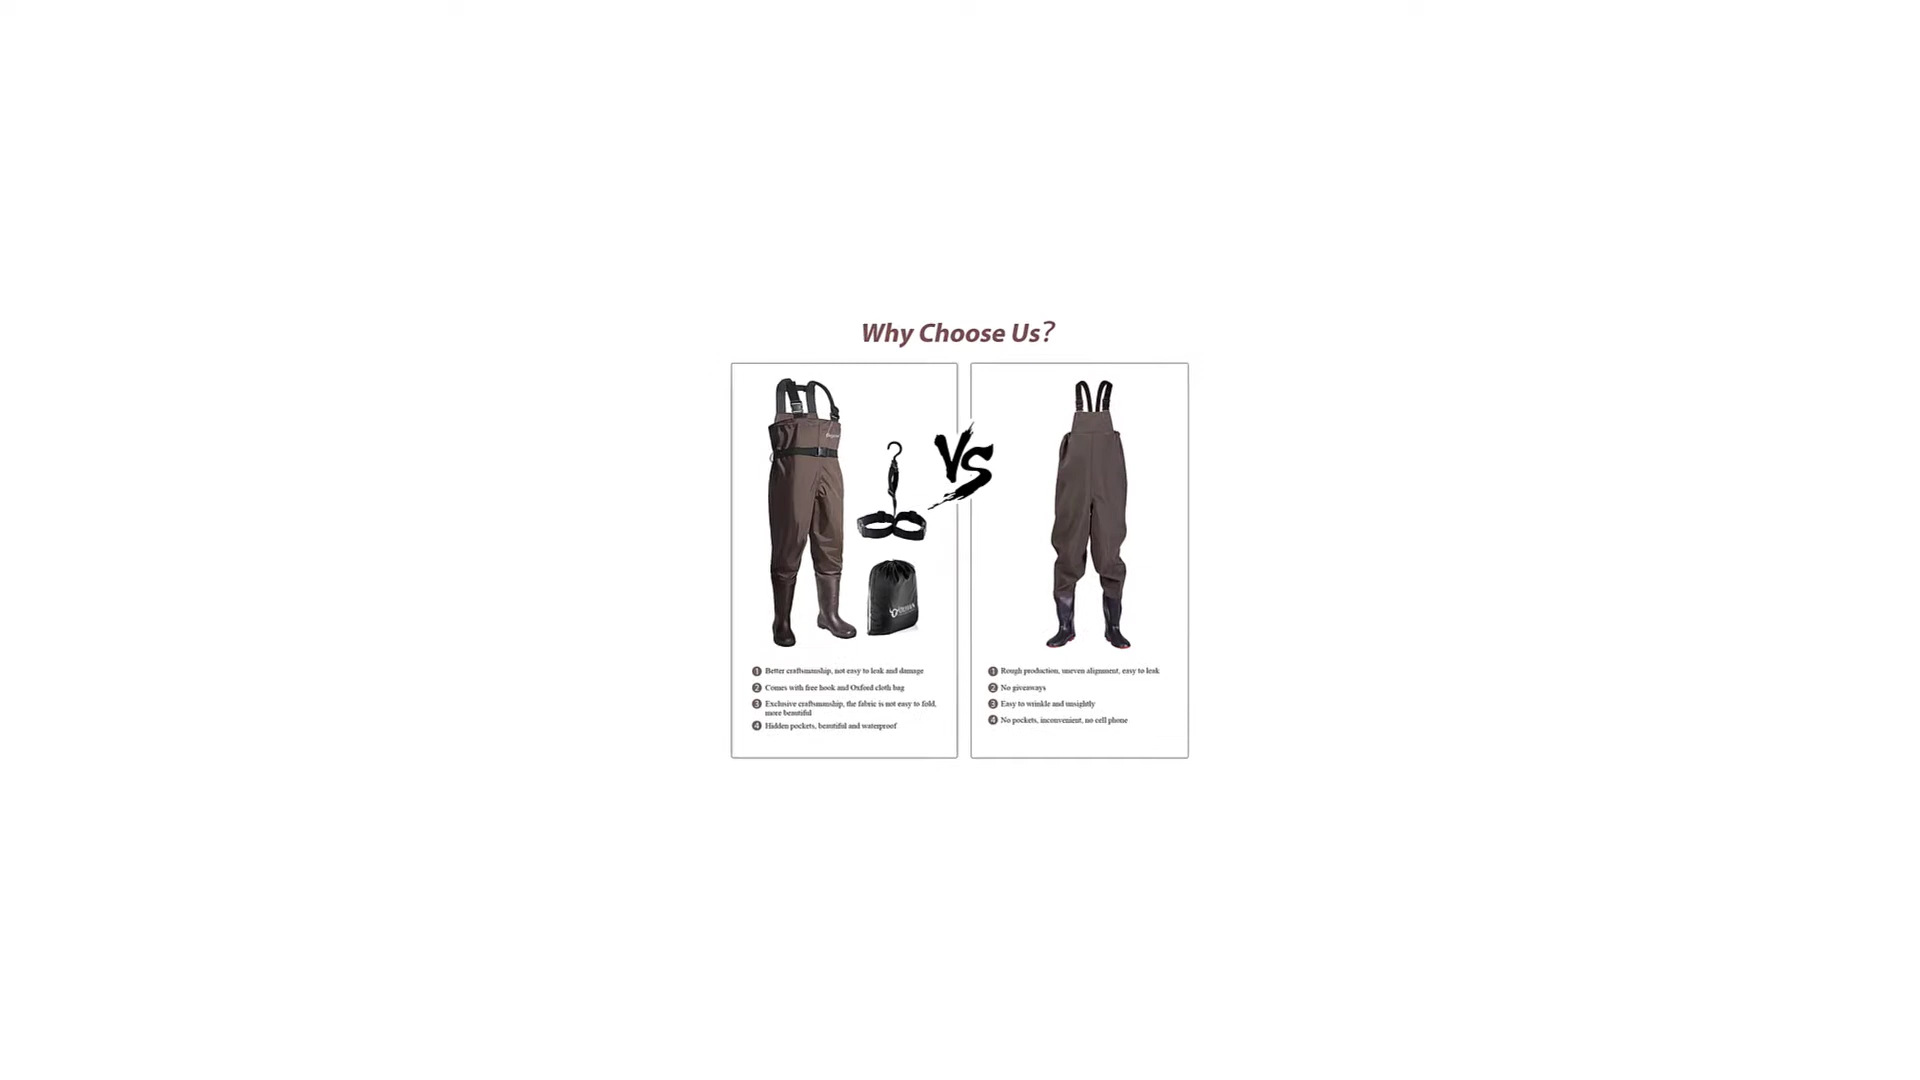 Why Choose Us?
VS
1 Better craftsmanship, not easy to leak and damage
2 Comes with free hook and Oxford cloth bag
3 Exclusive craftsmanship, the fabric is not easy to fold,
more beautiful
4 Hidden pockets, beautiful and waterproof
1 Rough production, uneven alignment, easy to leak
2 No giveaways
3 Easy to wrinkle and unsightly
4 No pockets, inconvenient, no cell phone